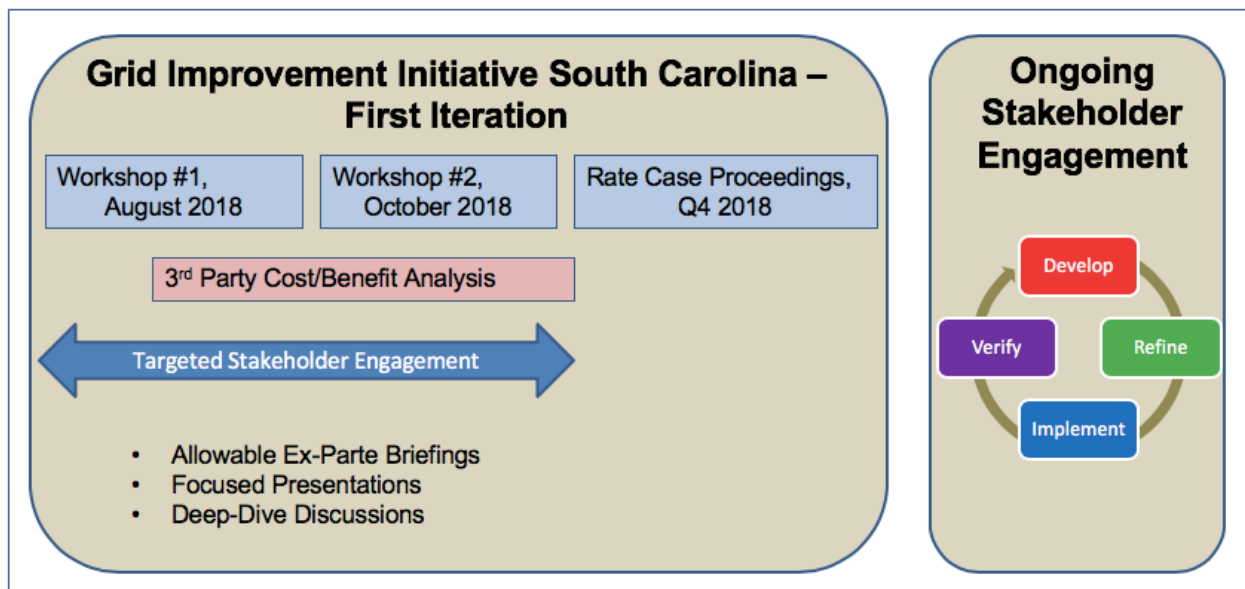 Grid Improvement Initiative South Carolina –
First Iteration
Workshop #1,
August 2018
Workshop #2,
October 2018
Rate Case Proceedings,
Q4 2018
3rd Party Cost/Benefit Analysis
Targeted Stakeholder Engagement
• Allowable Ex-Parte Briefings
• Focused Presentations
• Deep-Dive Discussions
Ongoing
Stakeholder
Engagement
Develop
Refine
Implement
Verify